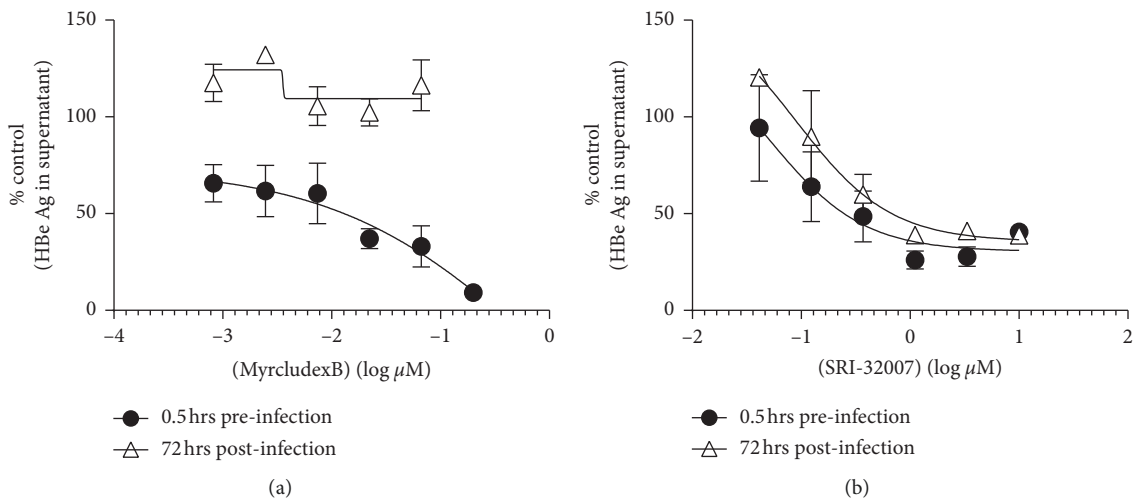 150
100
50
0
% control
(HBe Ag in supernatant)
–4
–3
–2
–1
0
(MyrcludexB) (log μM)
0.5 hrs pre-infection
72 hrs post-infection
(a)
150
100
50
0
% control
(HBe Ag in supernatant)
–2
–1
0
1
2
(SRI-32007) (log μM)
0.5 hrs pre-infection
72 hrs post-infection
(b)